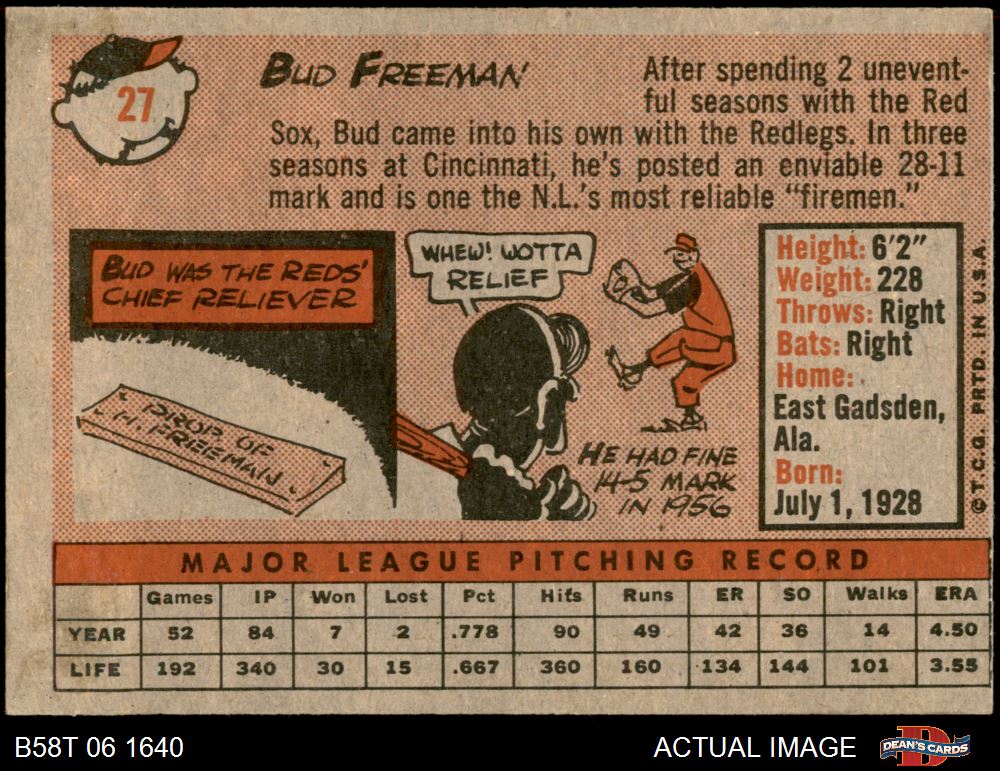 27
BUD FREEMAN
After spending 2 unevent-
ful seasons with the Red
Sox, Bud came into his own with the Redlegs. In three
seasons at Cincinnati, he's posted an enviable 28-11
mark and is one the N.L.'s most reliable "firemen."
BUD WAS THE REDS'
CHIEF RELIEVER
WHEW! WOTTA
RELIEF
PROP. OF
H. FREEMAN
HE HAD FINE
14-5 MARK
IN 1956
Height: 6'2"
Weight: 228
Throws: Right
Bats: Right
Home:
East Gadsden,
Ala.
Born:
July 1, 1928
©T.C.G. PRTD. IN U.S.A.
MAJOR LEAGUE PITCHING RECORD
Games IP Won Lost Pct Hits Runs ER SO Walks ERA
YEAR 52 84 7 2 .778 90 49 42 36 14 4.50
LIFE 192 340 30 15 .667 360 160 134 144 101 3.55
B58T 06 1640 ACTUAL IMAGE DEAN'S CARDS